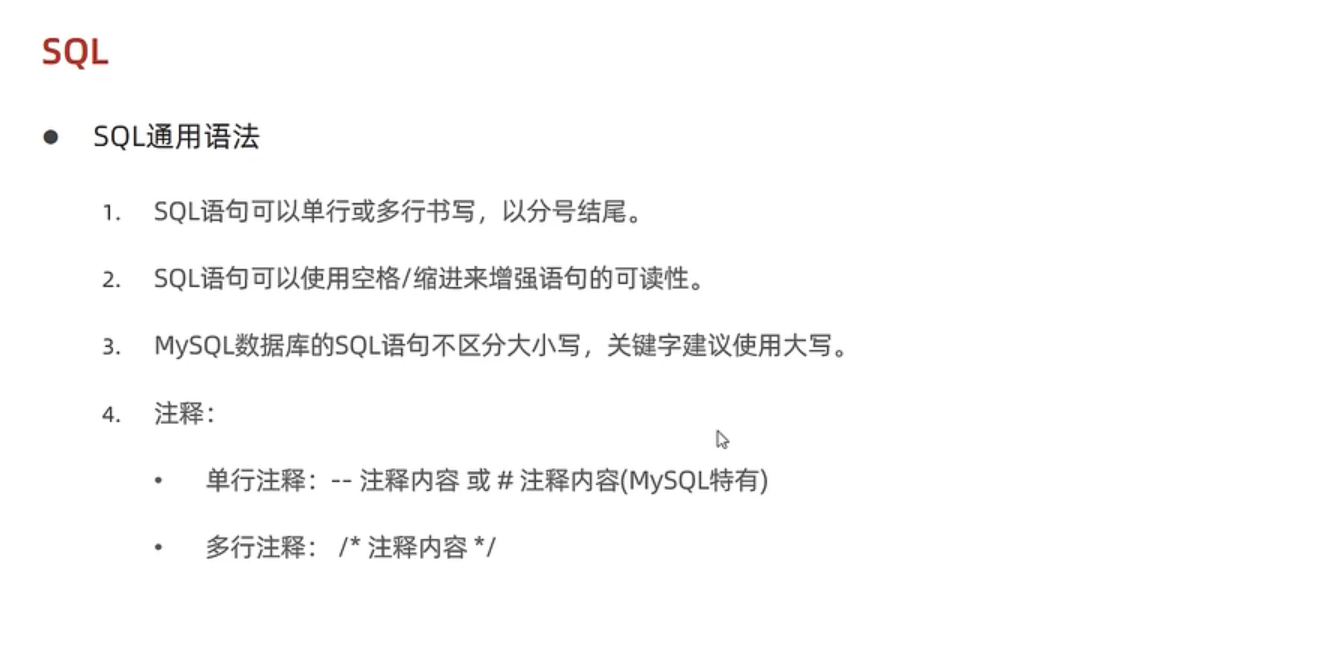 SQL
● SQL通用语法
1. SQL语句可以单行或多行书写，以分号结尾。
2. SQL语句可以使用空格/缩进来增强语句的可读性。
3. MySQL数据库的SQL语句不区分大小写，关键字建议使用大写。
4. 注释：
• 单行注释：-- 注释内容 或 # 注释内容(MySQL特有)
• 多行注释： /* 注释内容 */